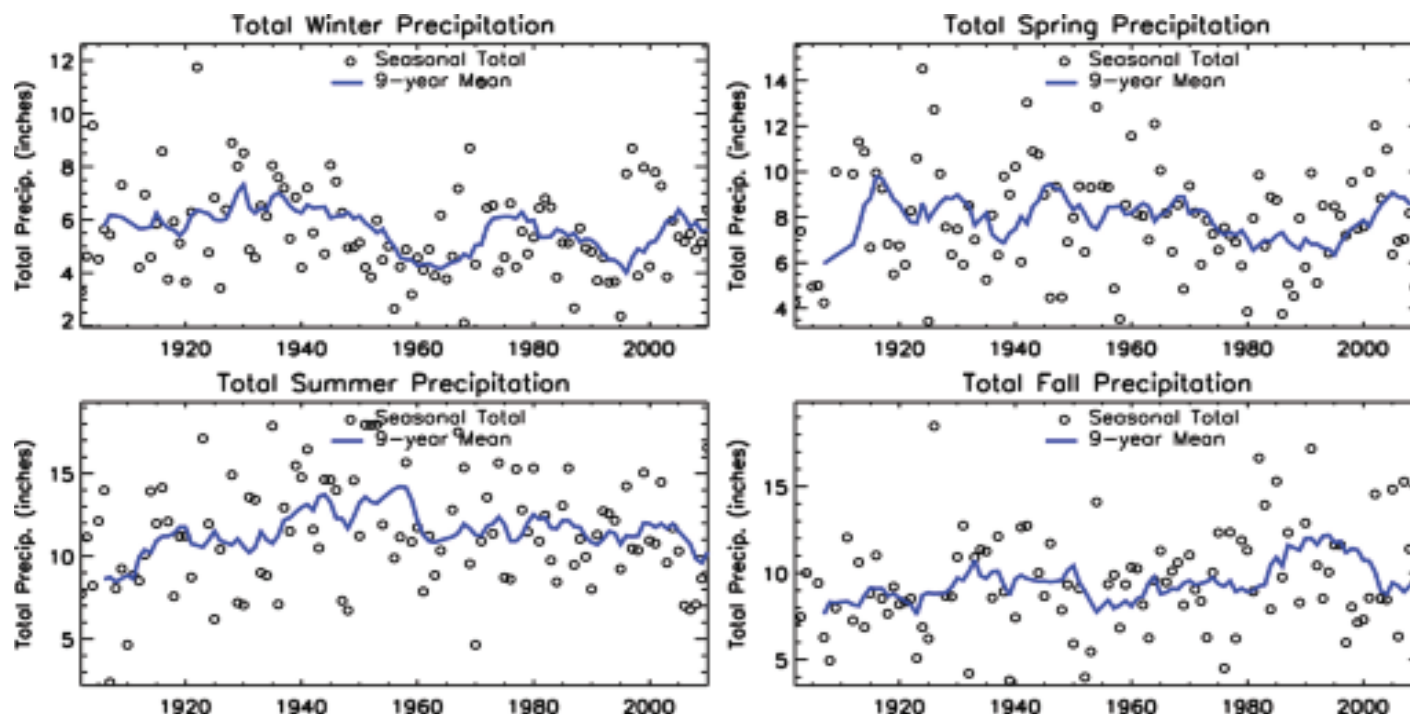 Total Winter Precipitation
Seasonal Total
9-year Mean
Total Precip. (inches)
12
10
8
6
4
2
1920 1940 1960 1980 2000
Total Spring Precipitation
Seasonal Total
9-year Mean
Total Precip. (inches)
14
12
10
8
6
4
1920 1940 1960 1980 2000
Total Summer Precipitation
Seasonal Total
9-year Mean
Total Precip. (inches)
15
10
5
1920 1940 1960 1980 2000
Total Fall Precipitation
Seasonal Total
9-year Mean
Total Precip. (inches)
15
10
5
1920 1940 1960 1980 2000